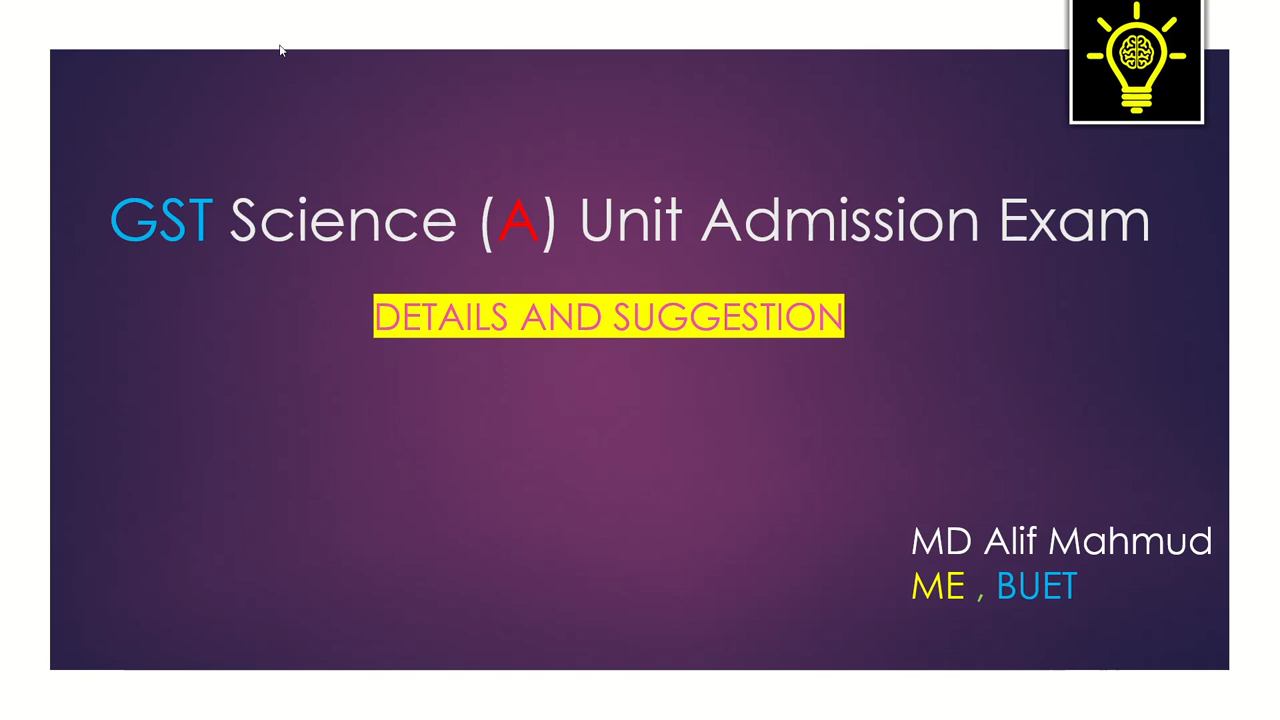 GST Science (A) Unit Admission Exam
DETAILS AND SUGGESTION
MD Alif Mahmud
ME , BUET